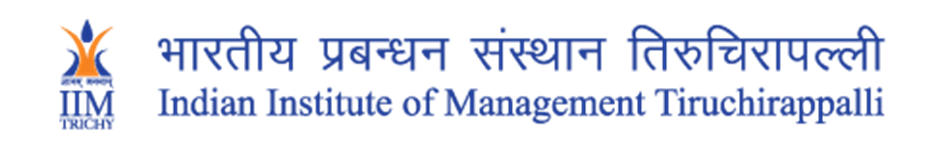 भारतीय प्रबन्धन संस्थान तिरुचिरापल्ली
Indian Institute of Management Tiruchirappalli
IIM
TRICHY